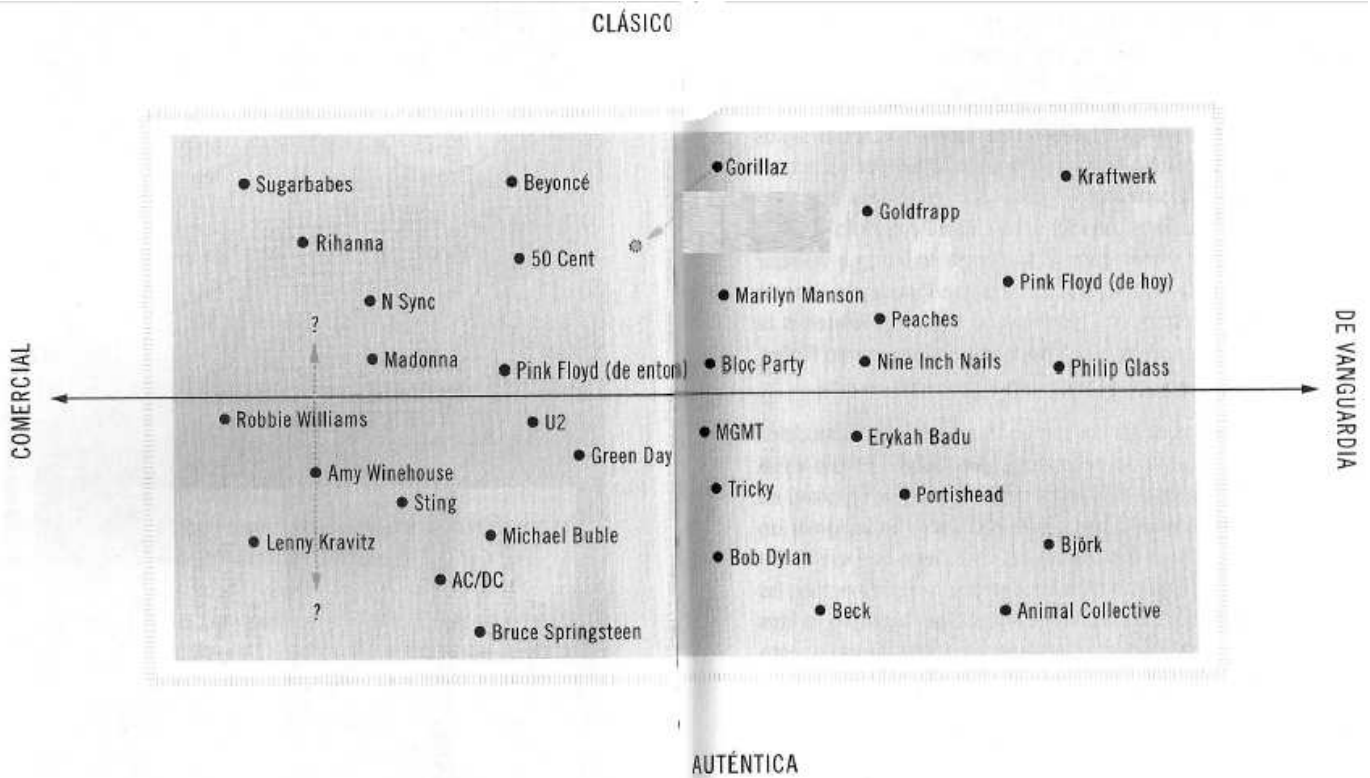 CLÁSICO
Gorillaz
Kraftwerk
Sugarbabes
Beyoncé
Goldfrapp
Rihanna
50 Cent
Pink Floyd (de hoy)
Marilyn Manson
N Sync
Peaches
?
Madonna
Pink Floyd (de enton)
Bloc Party
Nine Inch Nails
Philip Glass
COMERCIAL
DE VANGUARDIA
Robbie Williams
U2
MGMT
Erykah Badu
Green Day
Amy Winehouse
Tricky
Portishead
Sting
Michael Buble
Lenny Kravitz
Björk
Bob Dylan
AC/DC
?
Beck
Animal Collective
Bruce Springsteen
AUTÉNTICA